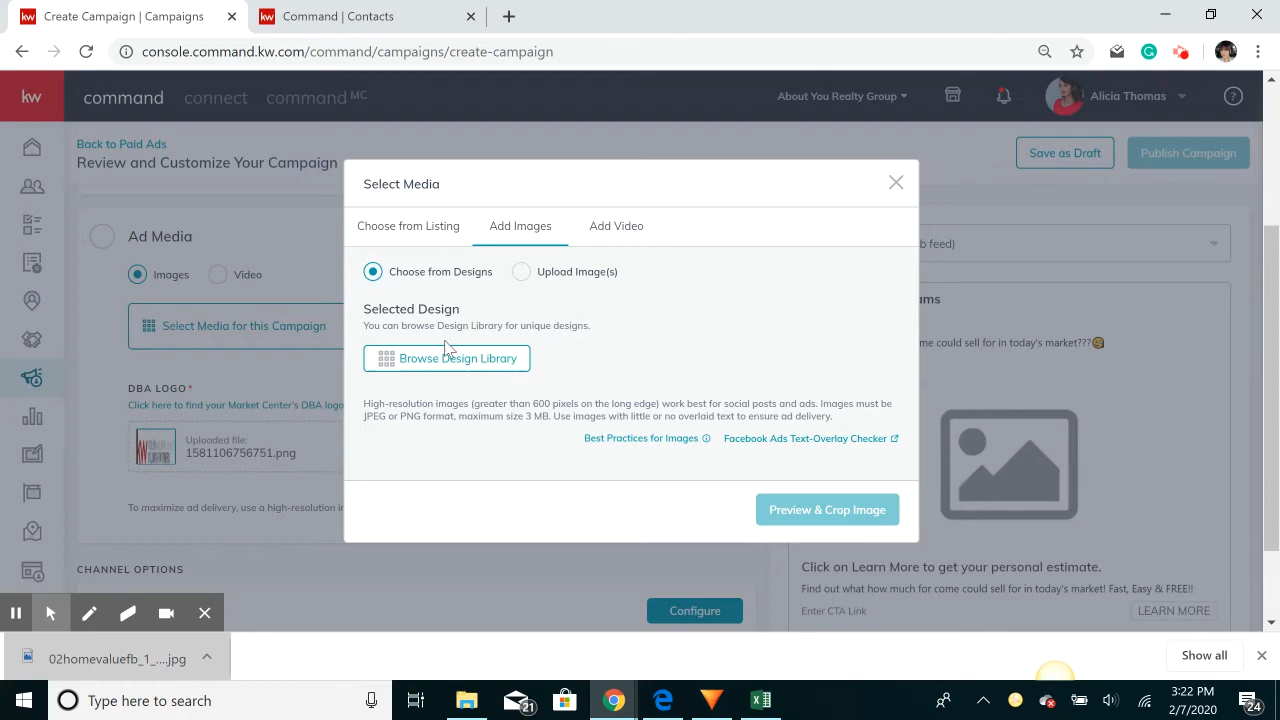 kw Create Campaign | Campaigns
kw Command | Contacts
console.command.kw.com/command/campaigns/create-campaign
kw command connect command MC
About You Realty Group
Alicia Thomas
Back to Paid Ads
Review and Customize Your Campaign
Save as Draft
Publish Campaign
Select Media
Choose from Listing
Add Images
Add Video
Ad Media
Images
Video
Select Media for this Campaign
Choose from Designs
Upload Image(s)
Selected Design
You can browse Design Library for unique designs.
Browse Design Library
High-resolution images (greater than 600 pixels on the long edge) work best for social posts and ads. Images must be
JPEG or PNG format, maximum size 3 MB. Use images with little or no overlaid text to ensure ad delivery.
Best Practices for Images
Facebook Ads Text-Overlay Checker
Preview & Crop Image
DBA LOGO*
Click here to find your Market Center's DBA logo
Uploaded file:
1581106756751.png
To maximize ad delivery, use a high-resolution
CHANNEL OPTIONS
Configure
feed)
ome could sell for in today's market???
Click on Learn More to get your personal estimate.
Find out what how much for come could sell for in today's market! Fast, Easy & FREE!!
Enter CTA Link
LEARN MORE
02homevaluefb_1_....jpg
Show all
Type here to search
21
3:22 PM
2/7/2020
24